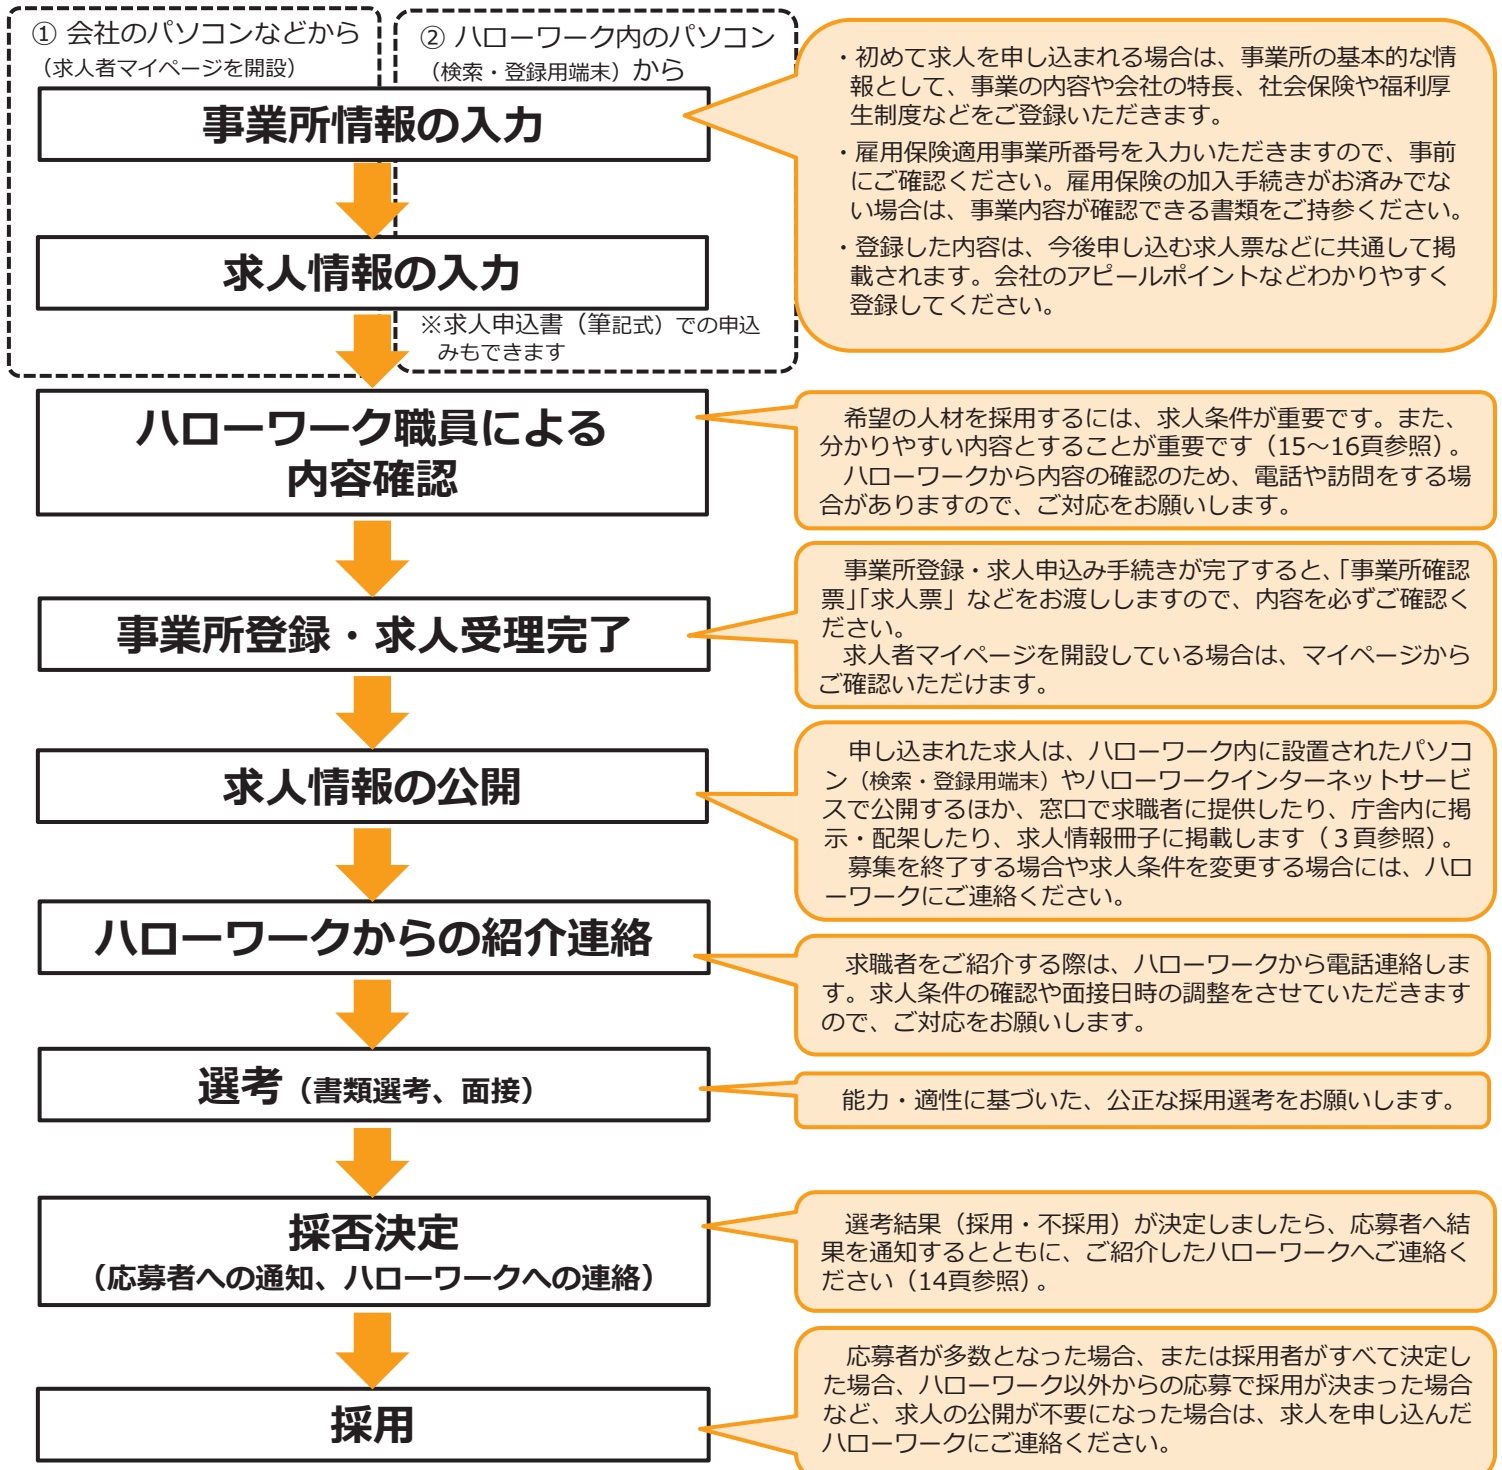 ① 会社のパソコンなどから
（求人者マイページを開設）
② ハローワーク内のパソコン
（検索・登録用端末）から
事業所情報の入力
・初めて求人を申し込まれる場合は、事業所の基本的な情
報として、事業の内容や会社の特長、社会保険や福利厚
生制度などをご登録いただきます。
・雇用保険適用事業所番号を入力いただきますので、事前
にご確認ください。雇用保険の加入手続きがお済みでな
い場合は、事業内容が確認できる書類をご持参ください。
・登録した内容は、今後申し込む求人票などに共通して掲
載されます。会社のアピールポイントなどわかりやすく
登録してください。
求人情報の入力
※求人申込書（筆記式）での申込
みもできます
ハローワーク職員による
内容確認
希望の人材を採用するには、求人条件が重要です。また、
分かりやすい内容とすることが重要です（15～16頁参照）。
ハローワークから内容の確認のため、電話や訪問をする場
合がありますので、ご対応をお願いします。
事業所登録・求人受理完了
事業所登録・求人申込み手続きが完了すると、「事業所確認
票」「求人票」などをお渡ししますので、内容を必ずご確認く
ださい。
求人者マイページを開設している場合は、マイページから
ご確認いただけます。
求人情報の公開
申し込まれた求人は、ハローワーク内に設置されたパソコ
ン（検索・登録用端末）やハローワークインターネットサービ
スで公開するほか、窓口で求職者に提供したり、庁舎内に掲
示・配架したり、求人情報冊子に掲載します（３頁参照）。
募集を終了する場合や求人条件を変更する場合には、ハロ
ーワークにご連絡ください。
ハローワークからの紹介連絡
求職者をご紹介する際は、ハローワークから電話連絡しま
す。求人条件の確認や面接日時の調整をさせていただきます
ので、ご対応をお願いします。
選考（書類選考、面接）
能力・適性に基づいた、公正な採用選考をお願いします。
採否決定
（応募者への通知、ハローワークへの連絡）
選考結果（採用・不採用）が決定しましたら、応募者へ結
果を通知するとともに、ご紹介したハローワークへご連絡く
ださい（14頁参照）。
採用
応募者が多数となった場合、または採用者がすべて決定し
た場合、ハローワーク以外からの応募で採用が決まった場合
など、求人の公開が不要になった場合は、求人を申し込んだ
ハローワークにご連絡ください。